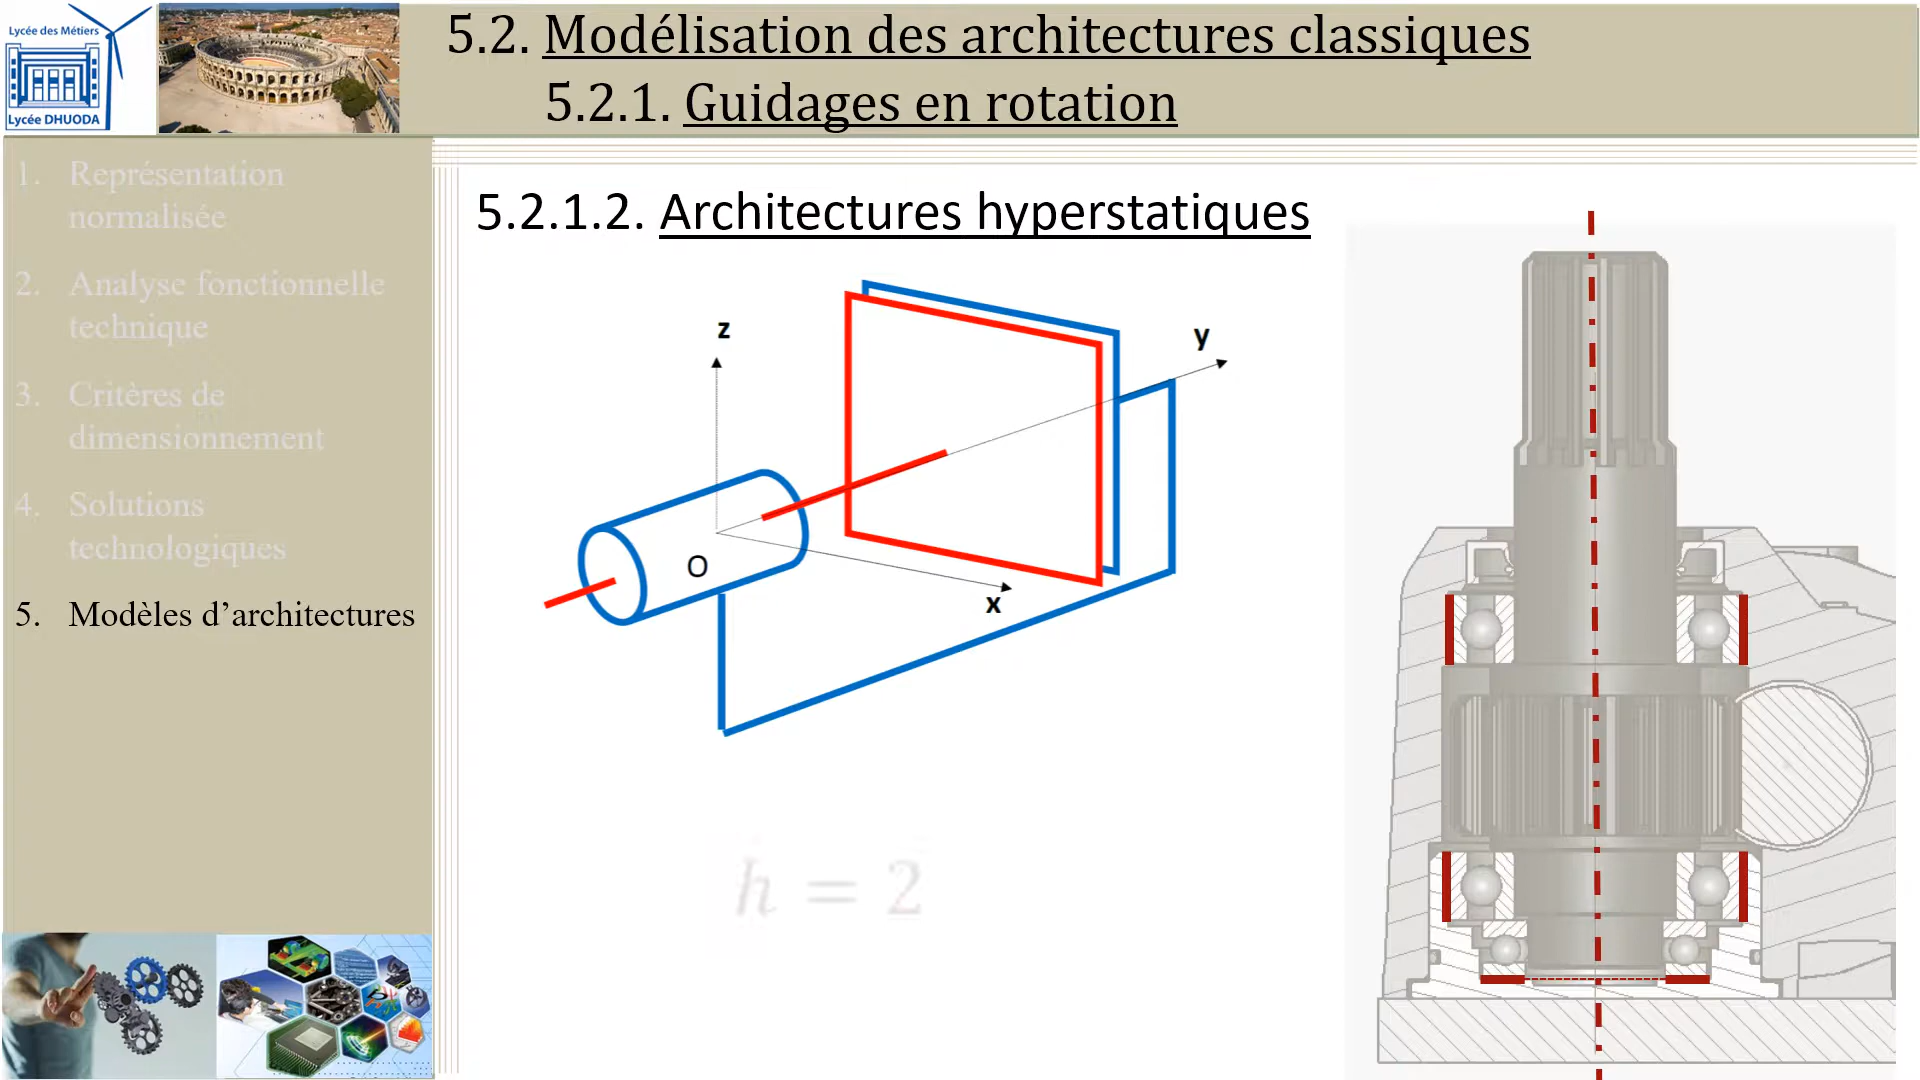 Lycée des Métiers
Lycée DHUODA
5.2. Modélisation des architectures classiques
5.2.1. Guidages en rotation
1. Représentation
normalisée
2. Analyse fonctionnelle
technique
3. Critères de
dimensionnement
4. Solutions
technologiques
5. Modèles d’architectures
5.2.1.2. Architectures hyperstatiques
z
y
O
x
h = 2